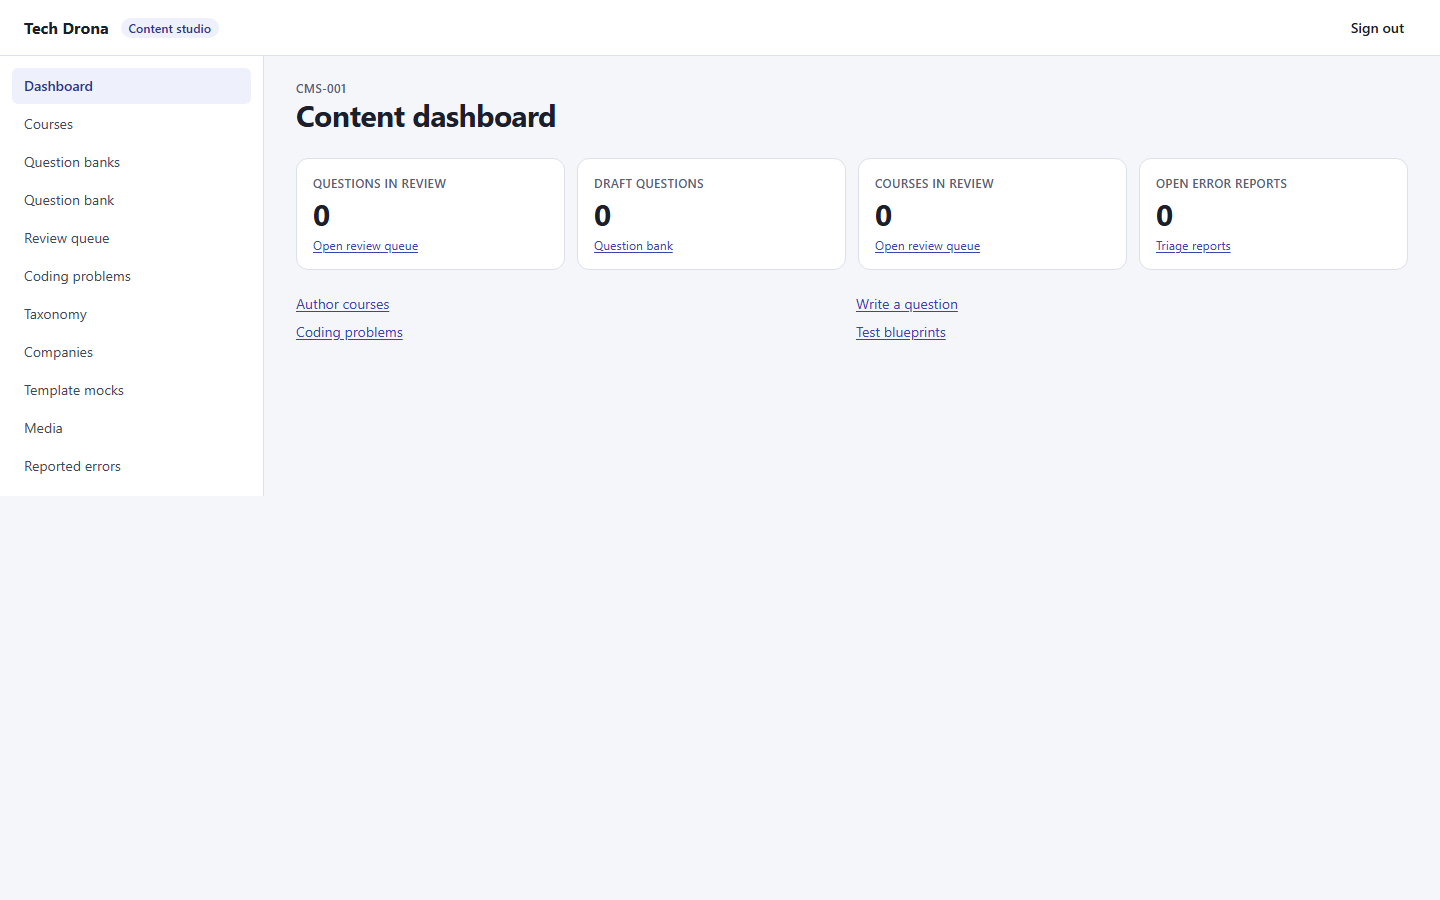 Tech Drona
Content studio
Sign out
Dashboard
Courses
Question banks
Question bank
Review queue
Coding problems
Taxonomy
Companies
Template mocks
Media
Reported errors
CMS-001
Content dashboard
QUESTIONS IN REVIEW
0
Open review queue
DRAFT QUESTIONS
0
Question bank
COURSES IN REVIEW
0
Open review queue
OPEN ERROR REPORTS
0
Triage reports
Author courses
Write a question
Coding problems
Test blueprints